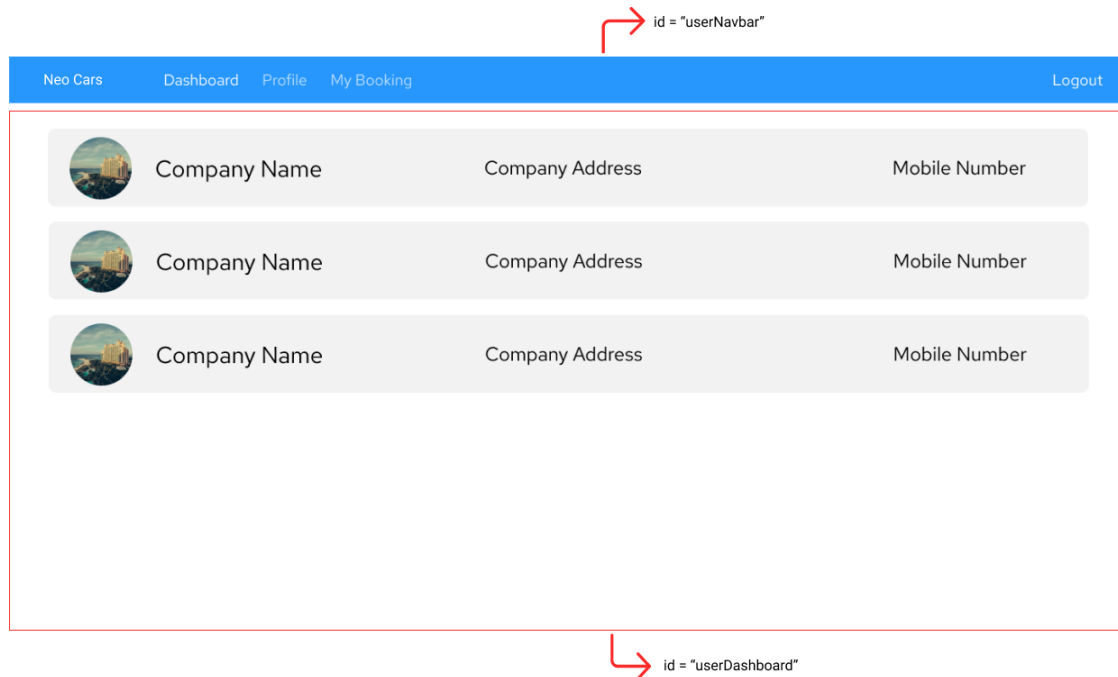 id = “userNavbar”
Neo Cars Dashboard Profile My Booking Logout
Company Name Company Address Mobile Number
Company Name Company Address Mobile Number
Company Name Company Address Mobile Number
id = “userDashboard”